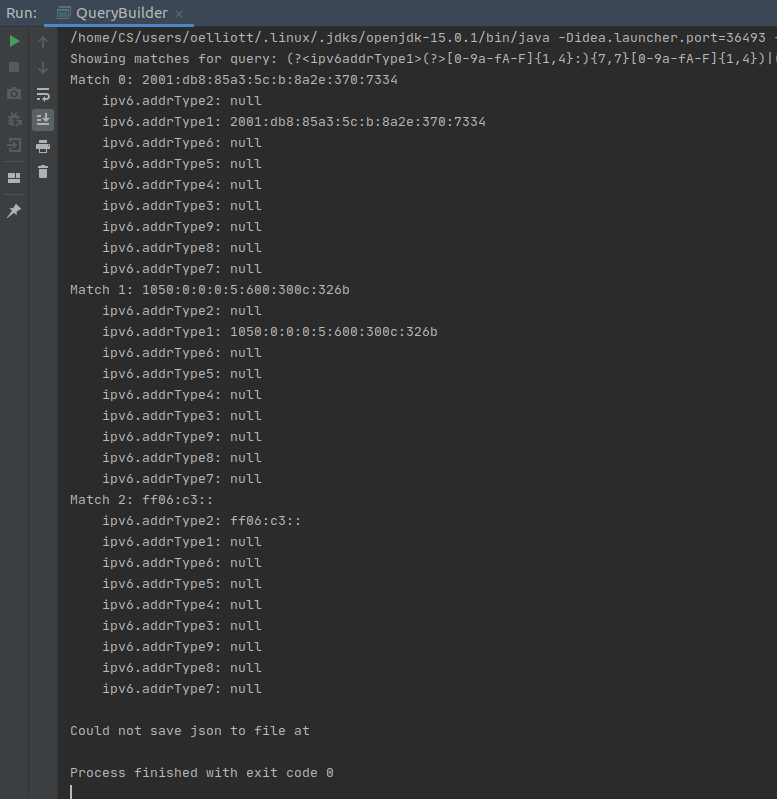 Run: QueryBuilder ×
/home/CS/users/oelliott/.linux/.jdks/openjdk-15.0.1/bin/java -Didea.launcher.port=36493 -
Showing matches for query: (?<ipv6addrType1>(?>[0-9a-fA-F]{1,4}:){7,7}[0-9a-fA-F]{1,4})|(
Match 0: 2001:db8:85a3:5c:b:8a2e:370:7334
    ipv6.addrType2: null
    ipv6.addrType1: 2001:db8:85a3:5c:b:8a2e:370:7334
    ipv6.addrType6: null
    ipv6.addrType5: null
    ipv6.addrType4: null
    ipv6.addrType3: null
    ipv6.addrType9: null
    ipv6.addrType8: null
    ipv6.addrType7: null
Match 1: 1050:0:0:0:5:600:300c:326b
    ipv6.addrType2: null
    ipv6.addrType1: 1050:0:0:0:5:600:300c:326b
    ipv6.addrType6: null
    ipv6.addrType5: null
    ipv6.addrType4: null
    ipv6.addrType3: null
    ipv6.addrType9: null
    ipv6.addrType8: null
    ipv6.addrType7: null
Match 2: ff06:c3::
    ipv6.addrType2: ff06:c3::
    ipv6.addrType1: null
    ipv6.addrType6: null
    ipv6.addrType5: null
    ipv6.addrType4: null
    ipv6.addrType3: null
    ipv6.addrType9: null
    ipv6.addrType8: null
    ipv6.addrType7: null
Could not save json to file at
Process finished with exit code 0